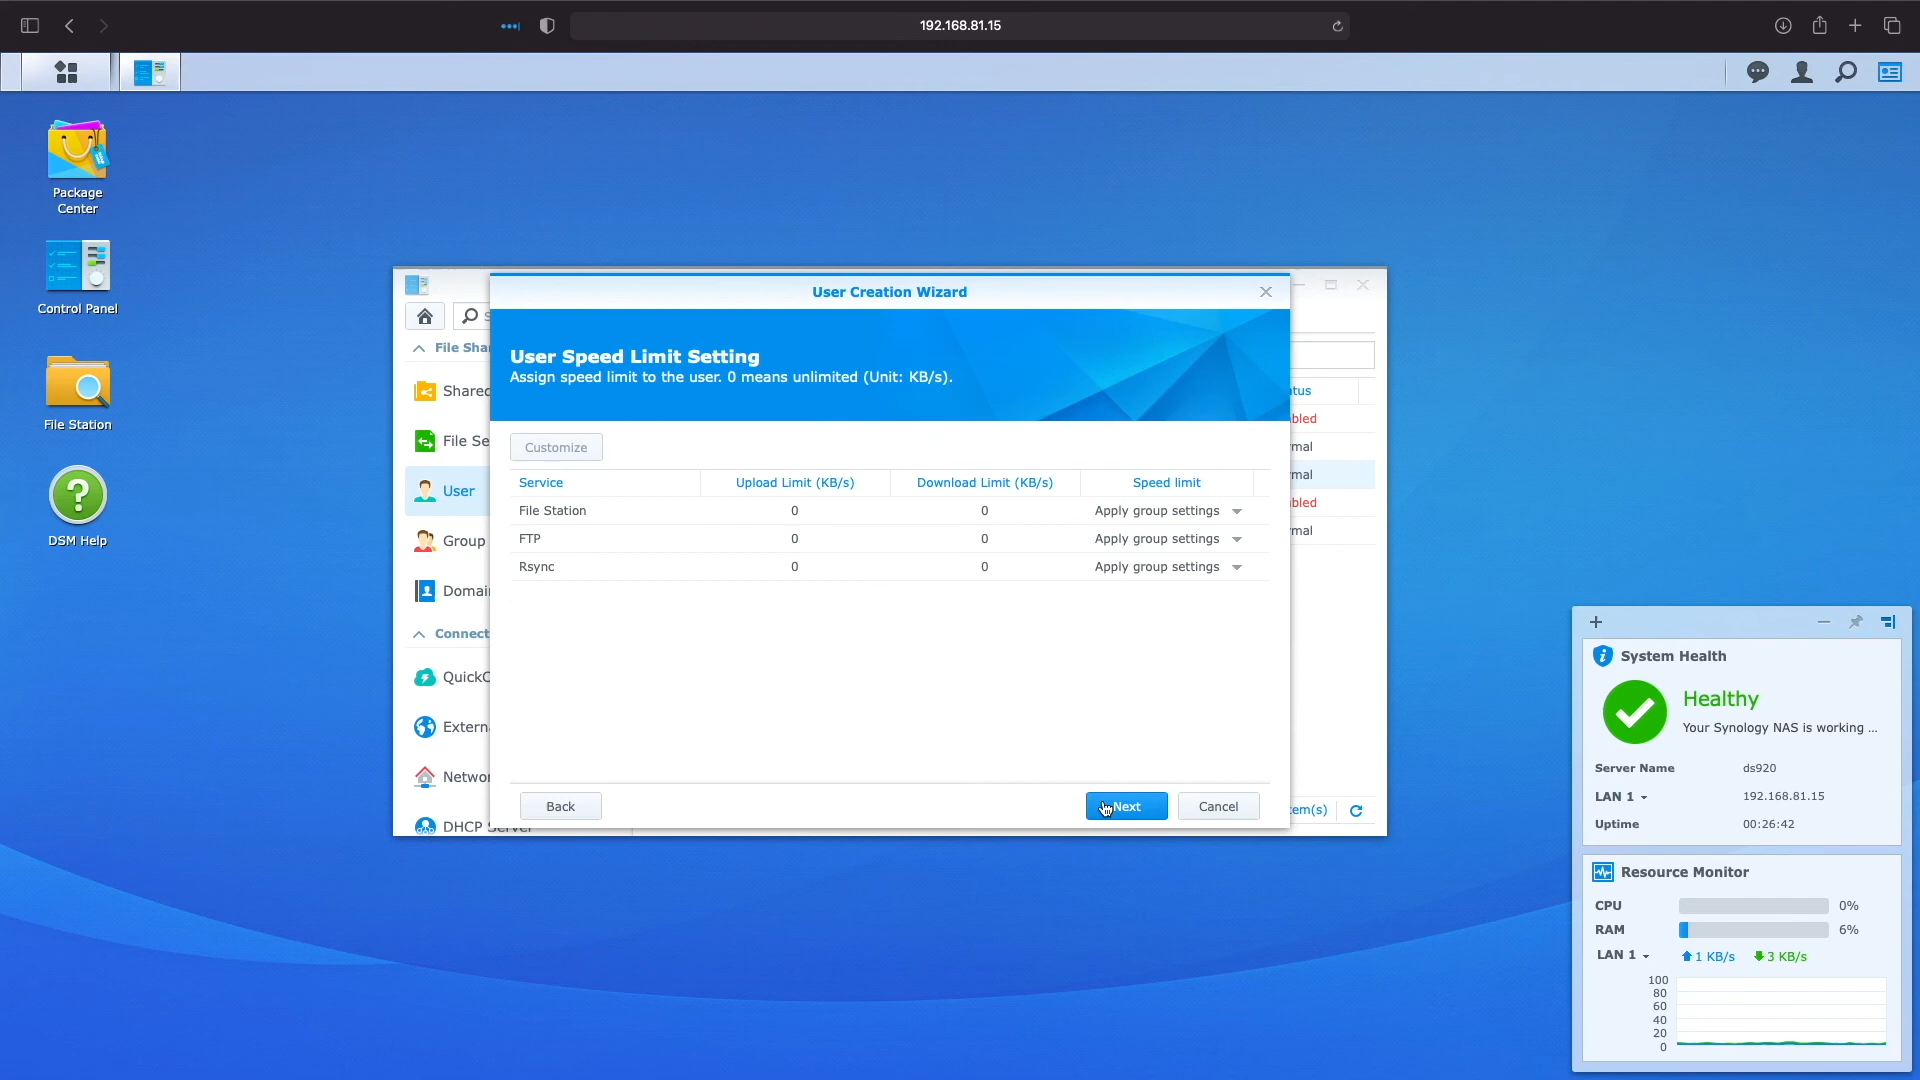 192.168.81.15
Package
Center
Control Panel
File Station
DSM Help
User Creation Wizard
User Speed Limit Setting
Assign speed limit to the user. 0 means unlimited (Unit: KB/s).
Customize
Service Upload Limit (KB/s) Download Limit (KB/s) Speed limit
File Station 0 0 Apply group settings
FTP 0 0 Apply group settings
Rsync 0 0 Apply group settings
Back Next Cancel
S
File Sha
Shared
File Se
User
Group
Domai
Connect
QuickC
Extern
Networ
DHCP Server
atus
bled
mal
mal
bled
mal
tem(s)
System Health
Healthy
Your Synology NAS is working ...
Server Name ds920
LAN 1 192.168.81.15
Uptime 00:26:42
Resource Monitor
CPU 0%
RAM 6%
LAN 1 1 KB/s 3 KB/s
100
80
60
40
20
0